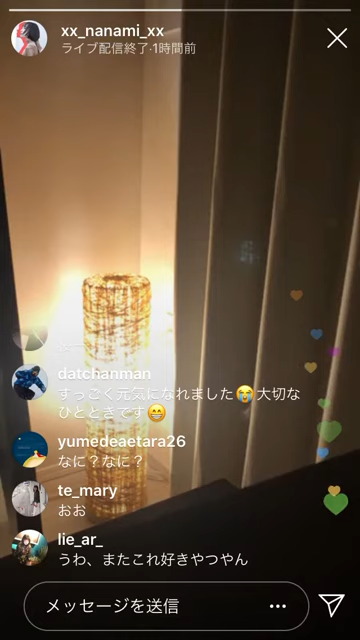 xx_nanami_xx
ライブ配信終了·1時間前
datchanman
すっごく元気になれました😭大切な
ひとときです😁
yumedeaetara26
なに？なに？
te_mary
おお
lie_ar_
うわ、またこれ好きやつやん
メッセージを送信